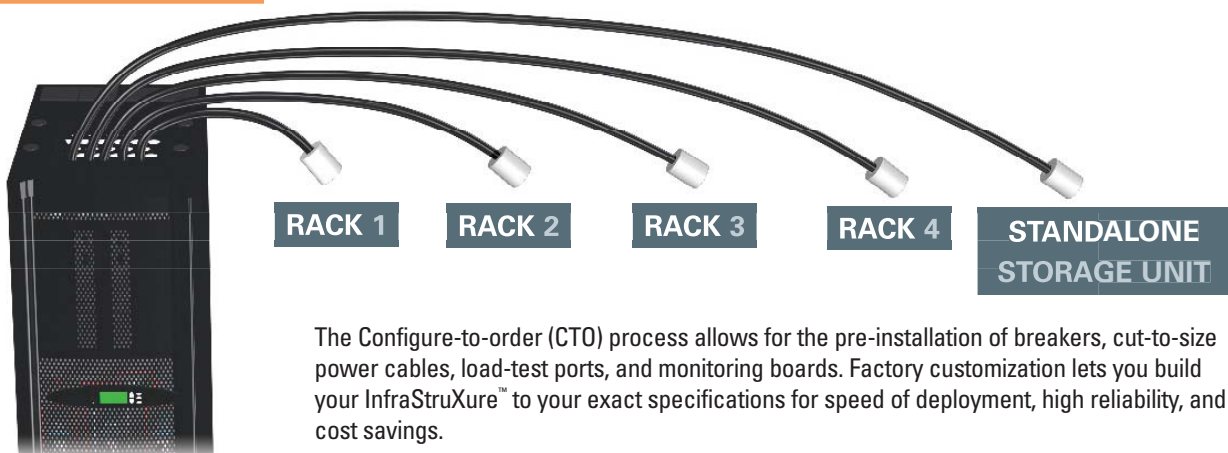 RACK 1
RACK 2
RACK 3
RACK 4
STANDALONE
STORAGE UNIT
The Configure-to-order (CTO) process allows for the pre-installation of breakers, cut-to-size
power cables, load-test ports, and monitoring boards. Factory customization lets you build
your InfraStruXure™ to your exact specifications for speed of deployment, high reliability, and
cost savings.